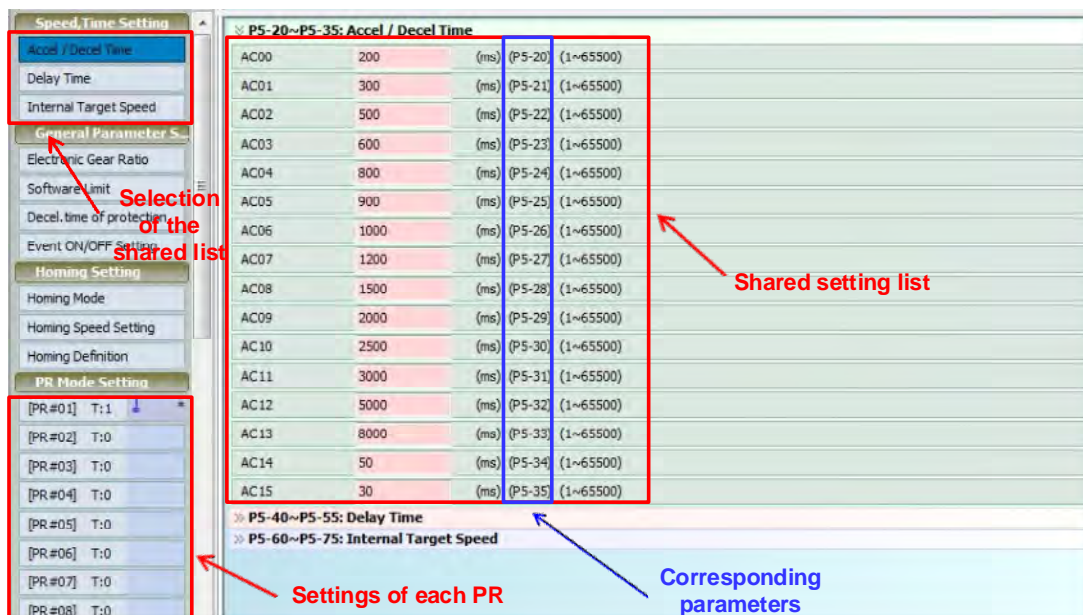 Speed,Time Setting
Accel / Decel Time
Delay Time
Internal Target Speed
General Parameter S...
Electronic Gear Ratio
Software Limit
Decel.time of protection
Event ON/OFF Setting
Homing Setting
Homing Mode
Homing Speed Setting
Homing Definition
PR Mode Setting
[PR#01] T:1
[PR#02] T:0
[PR#03] T:0
[PR#04] T:0
[PR#05] T:0
[PR#06] T:0
[PR#07] T:0
[PR#08] T:0
Selection
of the
shared list
P5-20~P5-35: Accel / Decel Time
AC00 200 (ms) (P5-20) (1~65500)
AC01 300 (ms) (P5-21) (1~65500)
AC02 500 (ms) (P5-22) (1~65500)
AC03 600 (ms) (P5-23) (1~65500)
AC04 800 (ms) (P5-24) (1~65500)
AC05 900 (ms) (P5-25) (1~65500)
AC06 1000 (ms) (P5-26) (1~65500)
AC07 1200 (ms) (P5-27) (1~65500)
AC08 1500 (ms) (P5-28) (1~65500)
AC09 2000 (ms) (P5-29) (1~65500)
AC10 2500 (ms) (P5-30) (1~65500)
AC11 3000 (ms) (P5-31) (1~65500)
AC12 5000 (ms) (P5-32) (1~65500)
AC13 8000 (ms) (P5-33) (1~65500)
AC14 50 (ms) (P5-34) (1~65500)
AC15 30 (ms) (P5-35) (1~65500)
P5-40~P5-55: Delay Time
P5-60~P5-75: Internal Target Speed
Shared setting list
Settings of each PR
Corresponding
parameters